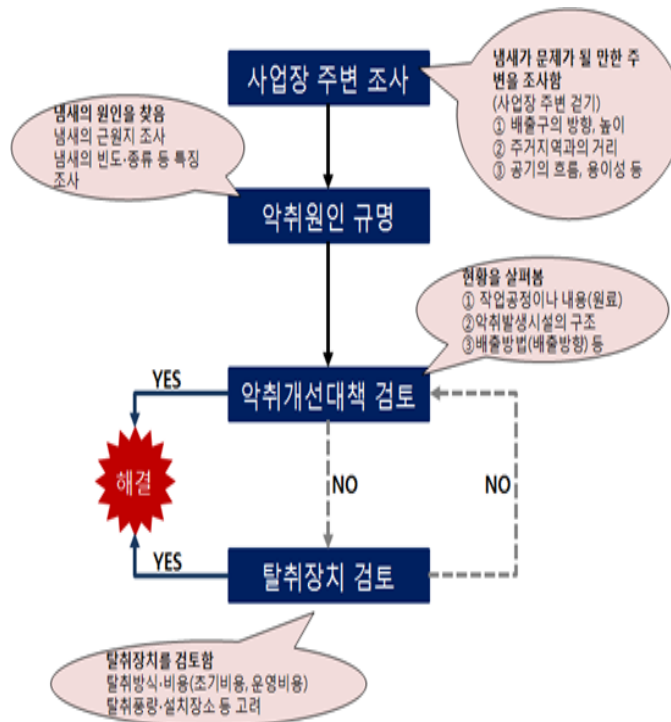 사업장 주변 조사
냄새가 문제가 될 만한 주
변을 조사함
(사업장 주변 걷기)
① 배출구의 방향, 높이
② 주거지역과의 거리
③ 공기의 흐름, 용이성 등
냄새의 원인을 찾음
냄새의 근원지 조사
냄새의 빈도·종류 등 특징
조사
악취원인 규명
현황을 살펴봄
① 작업공정이나 내용(원료)
②악취발생시설의 구조
③배출방법(배출방향) 등
악취개선대책 검토
YES
해결
NO
NO
YES
탈취장치 검토
탈취장치를 검토함
탈취방식·비용(초기비용, 운영비용)
탈취풍량·설치장소 등 고려